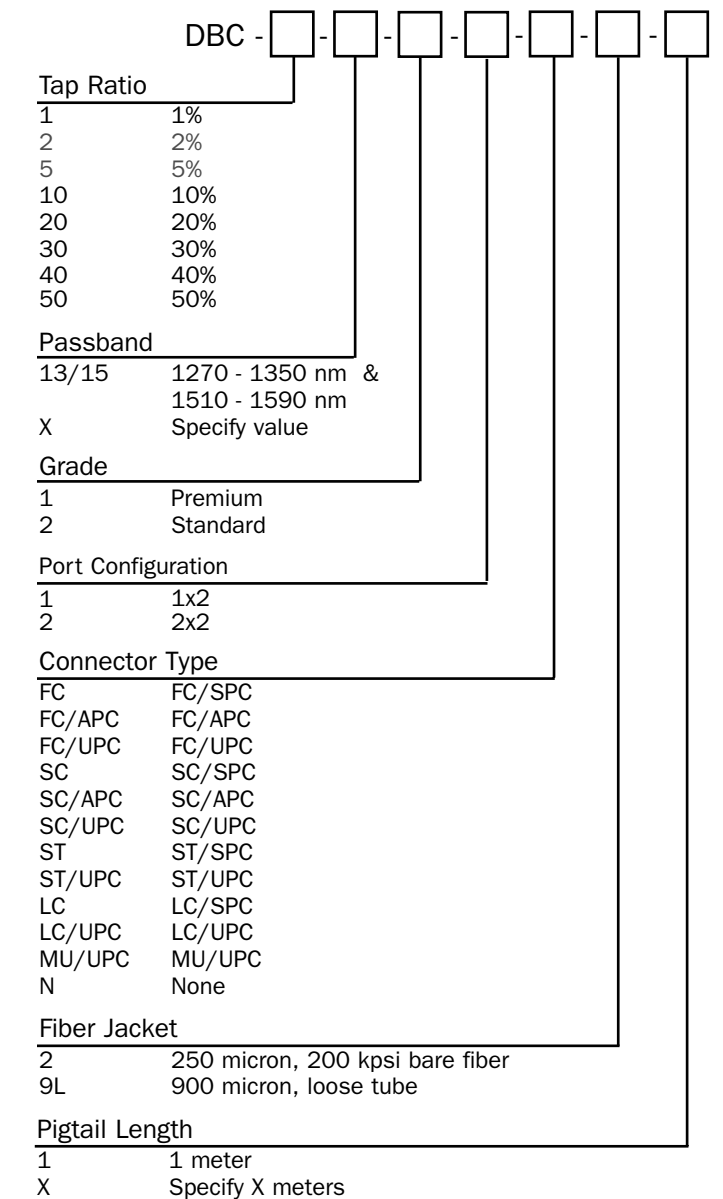 DBC - - - - - - -
Tap Ratio
1 1%
2 2%
5 5%
10 10%
20 20%
30 30%
40 40%
50 50%
Passband
13/15 1270 - 1350 nm &
1510 - 1590 nm
X Specify value
Grade
1 Premium
2 Standard
Port Configuration
1 1x2
2 2x2
Connector Type
FC FC/SPC
FC/APC FC/APC
FC/UPC FC/UPC
SC SC/SPC
SC/APC SC/APC
SC/UPC SC/UPC
ST ST/SPC
ST/UPC ST/UPC
LC LC/SPC
LC/UPC LC/UPC
MU/UPC MU/UPC
N None
Fiber Jacket
2 250 micron, 200 kpsi bare fiber
9L 900 micron, loose tube
Pigtail Length
1 1 meter
X Specify X meters